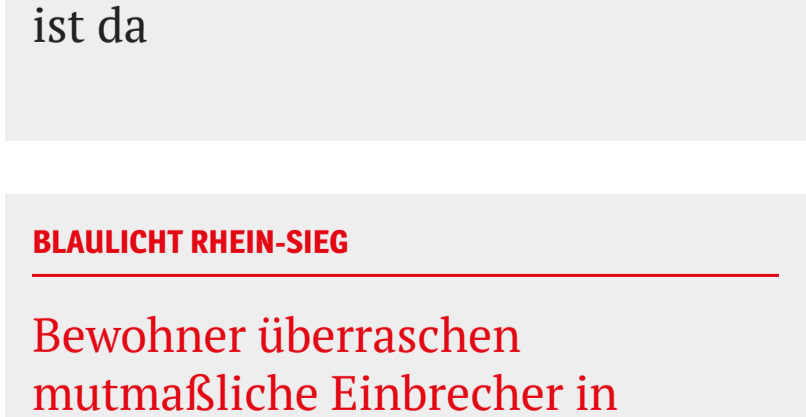 ist da
BLAULICHT RHEIN-SIEG
Bewohner überraschen
mutmaßliche Einbrecher in